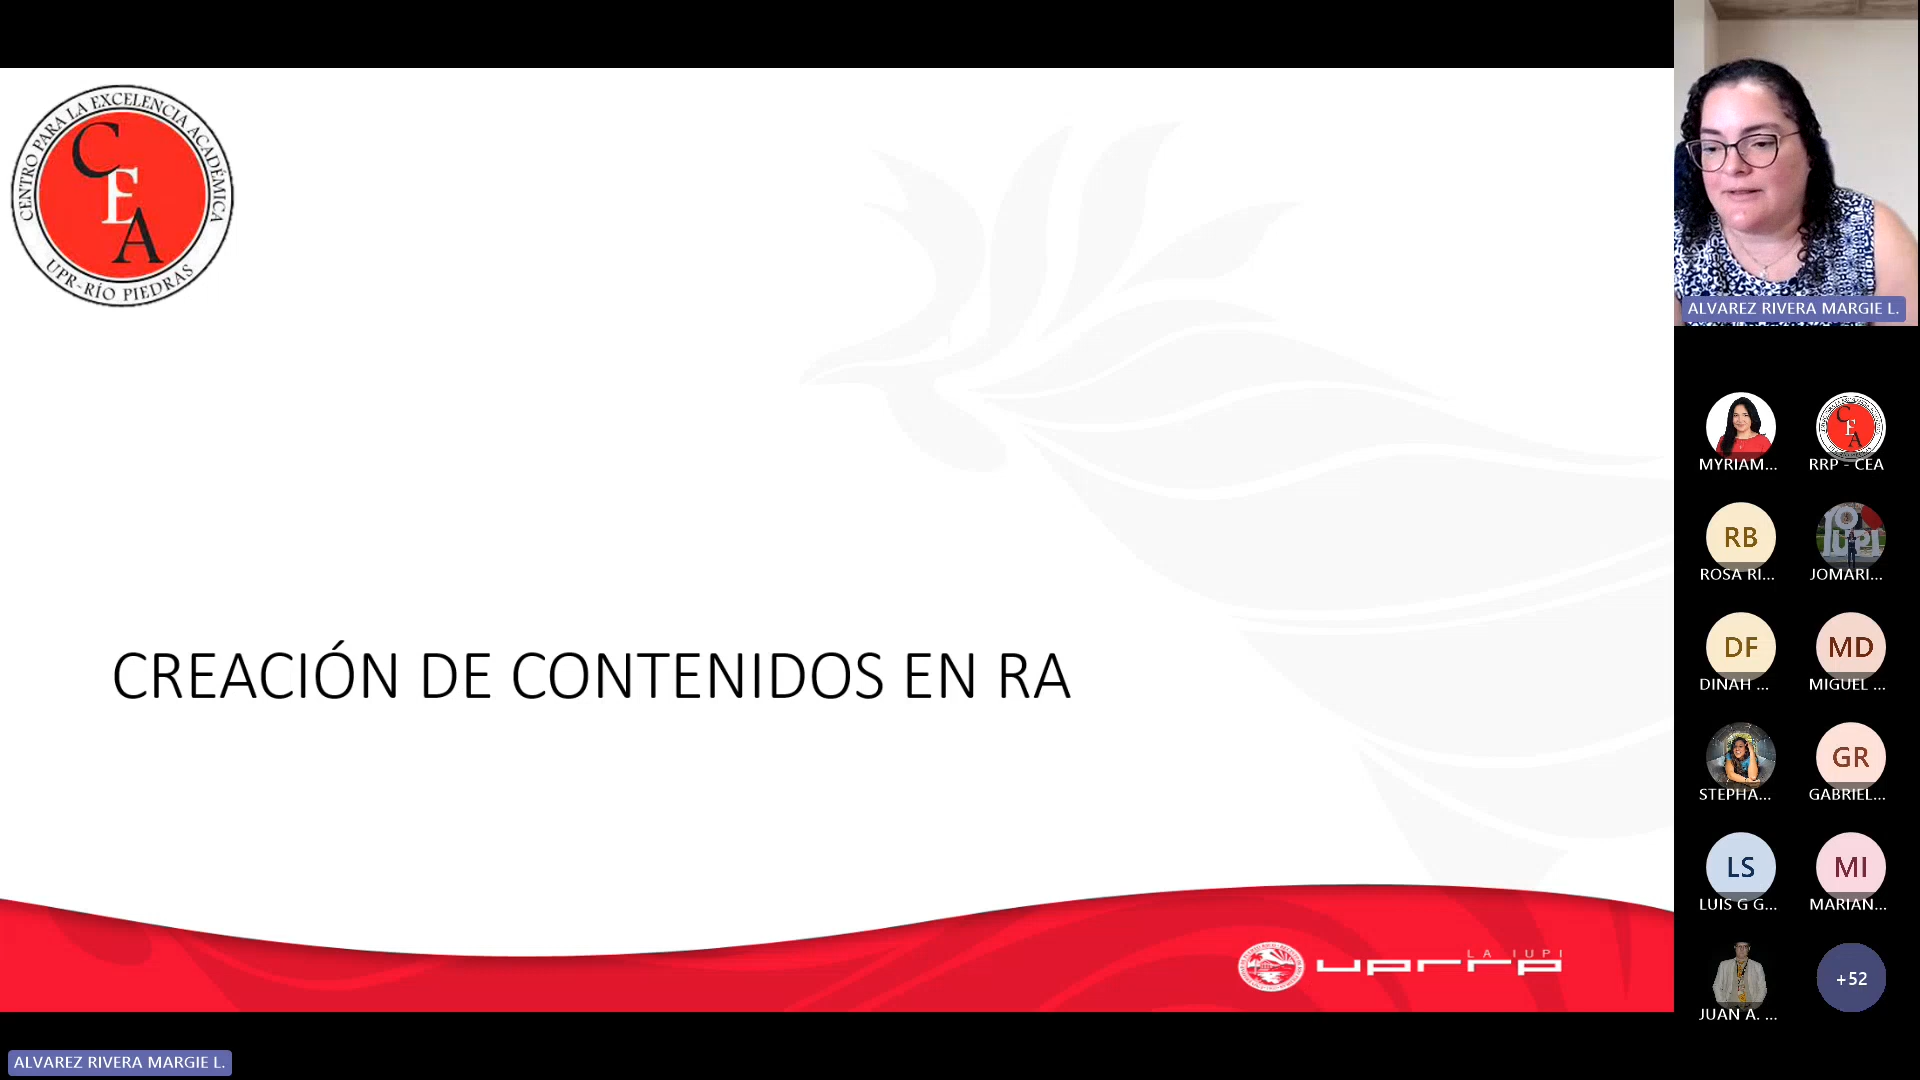 CENTRO PARA LA EXCELENCIA ACADÉMICA
CEA
UPR-RÍO PIEDRAS
CREACIÓN DE CONTENIDOS EN RA
LA IUPI
uprrp
ALVAREZ RIVERA MARGIE L.
ALVAREZ RIVERA MARGIE L.
MYRIAM... RRP - CEA
RB
ROSA RI... JOMARI...
DF MD
DINAH ... MIGUEL ...
GR
STEPHA... GABRIEL...
LS MI
LUIS G G... MARIAN...
+52
JUAN A. ...